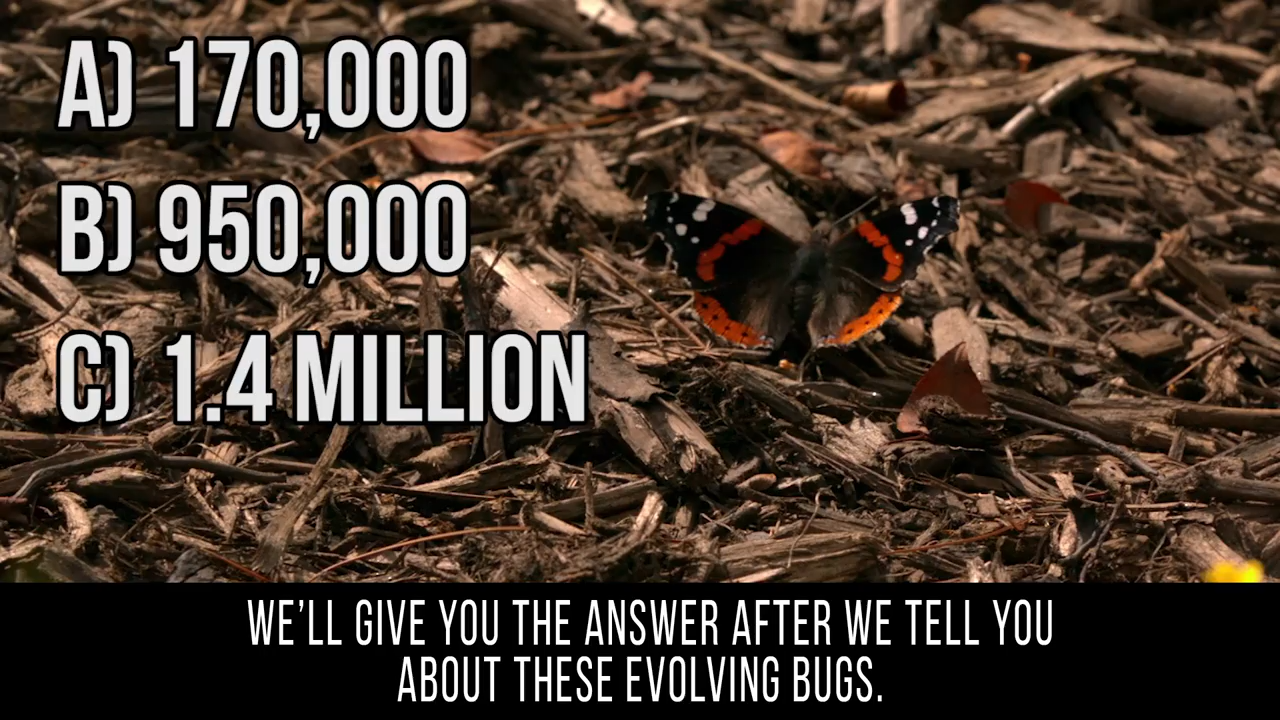 A) 170,000
B) 950,000
C) 1.4 MILLION
WE’LL GIVE YOU THE ANSWER AFTER WE TELL YOU
ABOUT THESE EVOLVING BUGS.